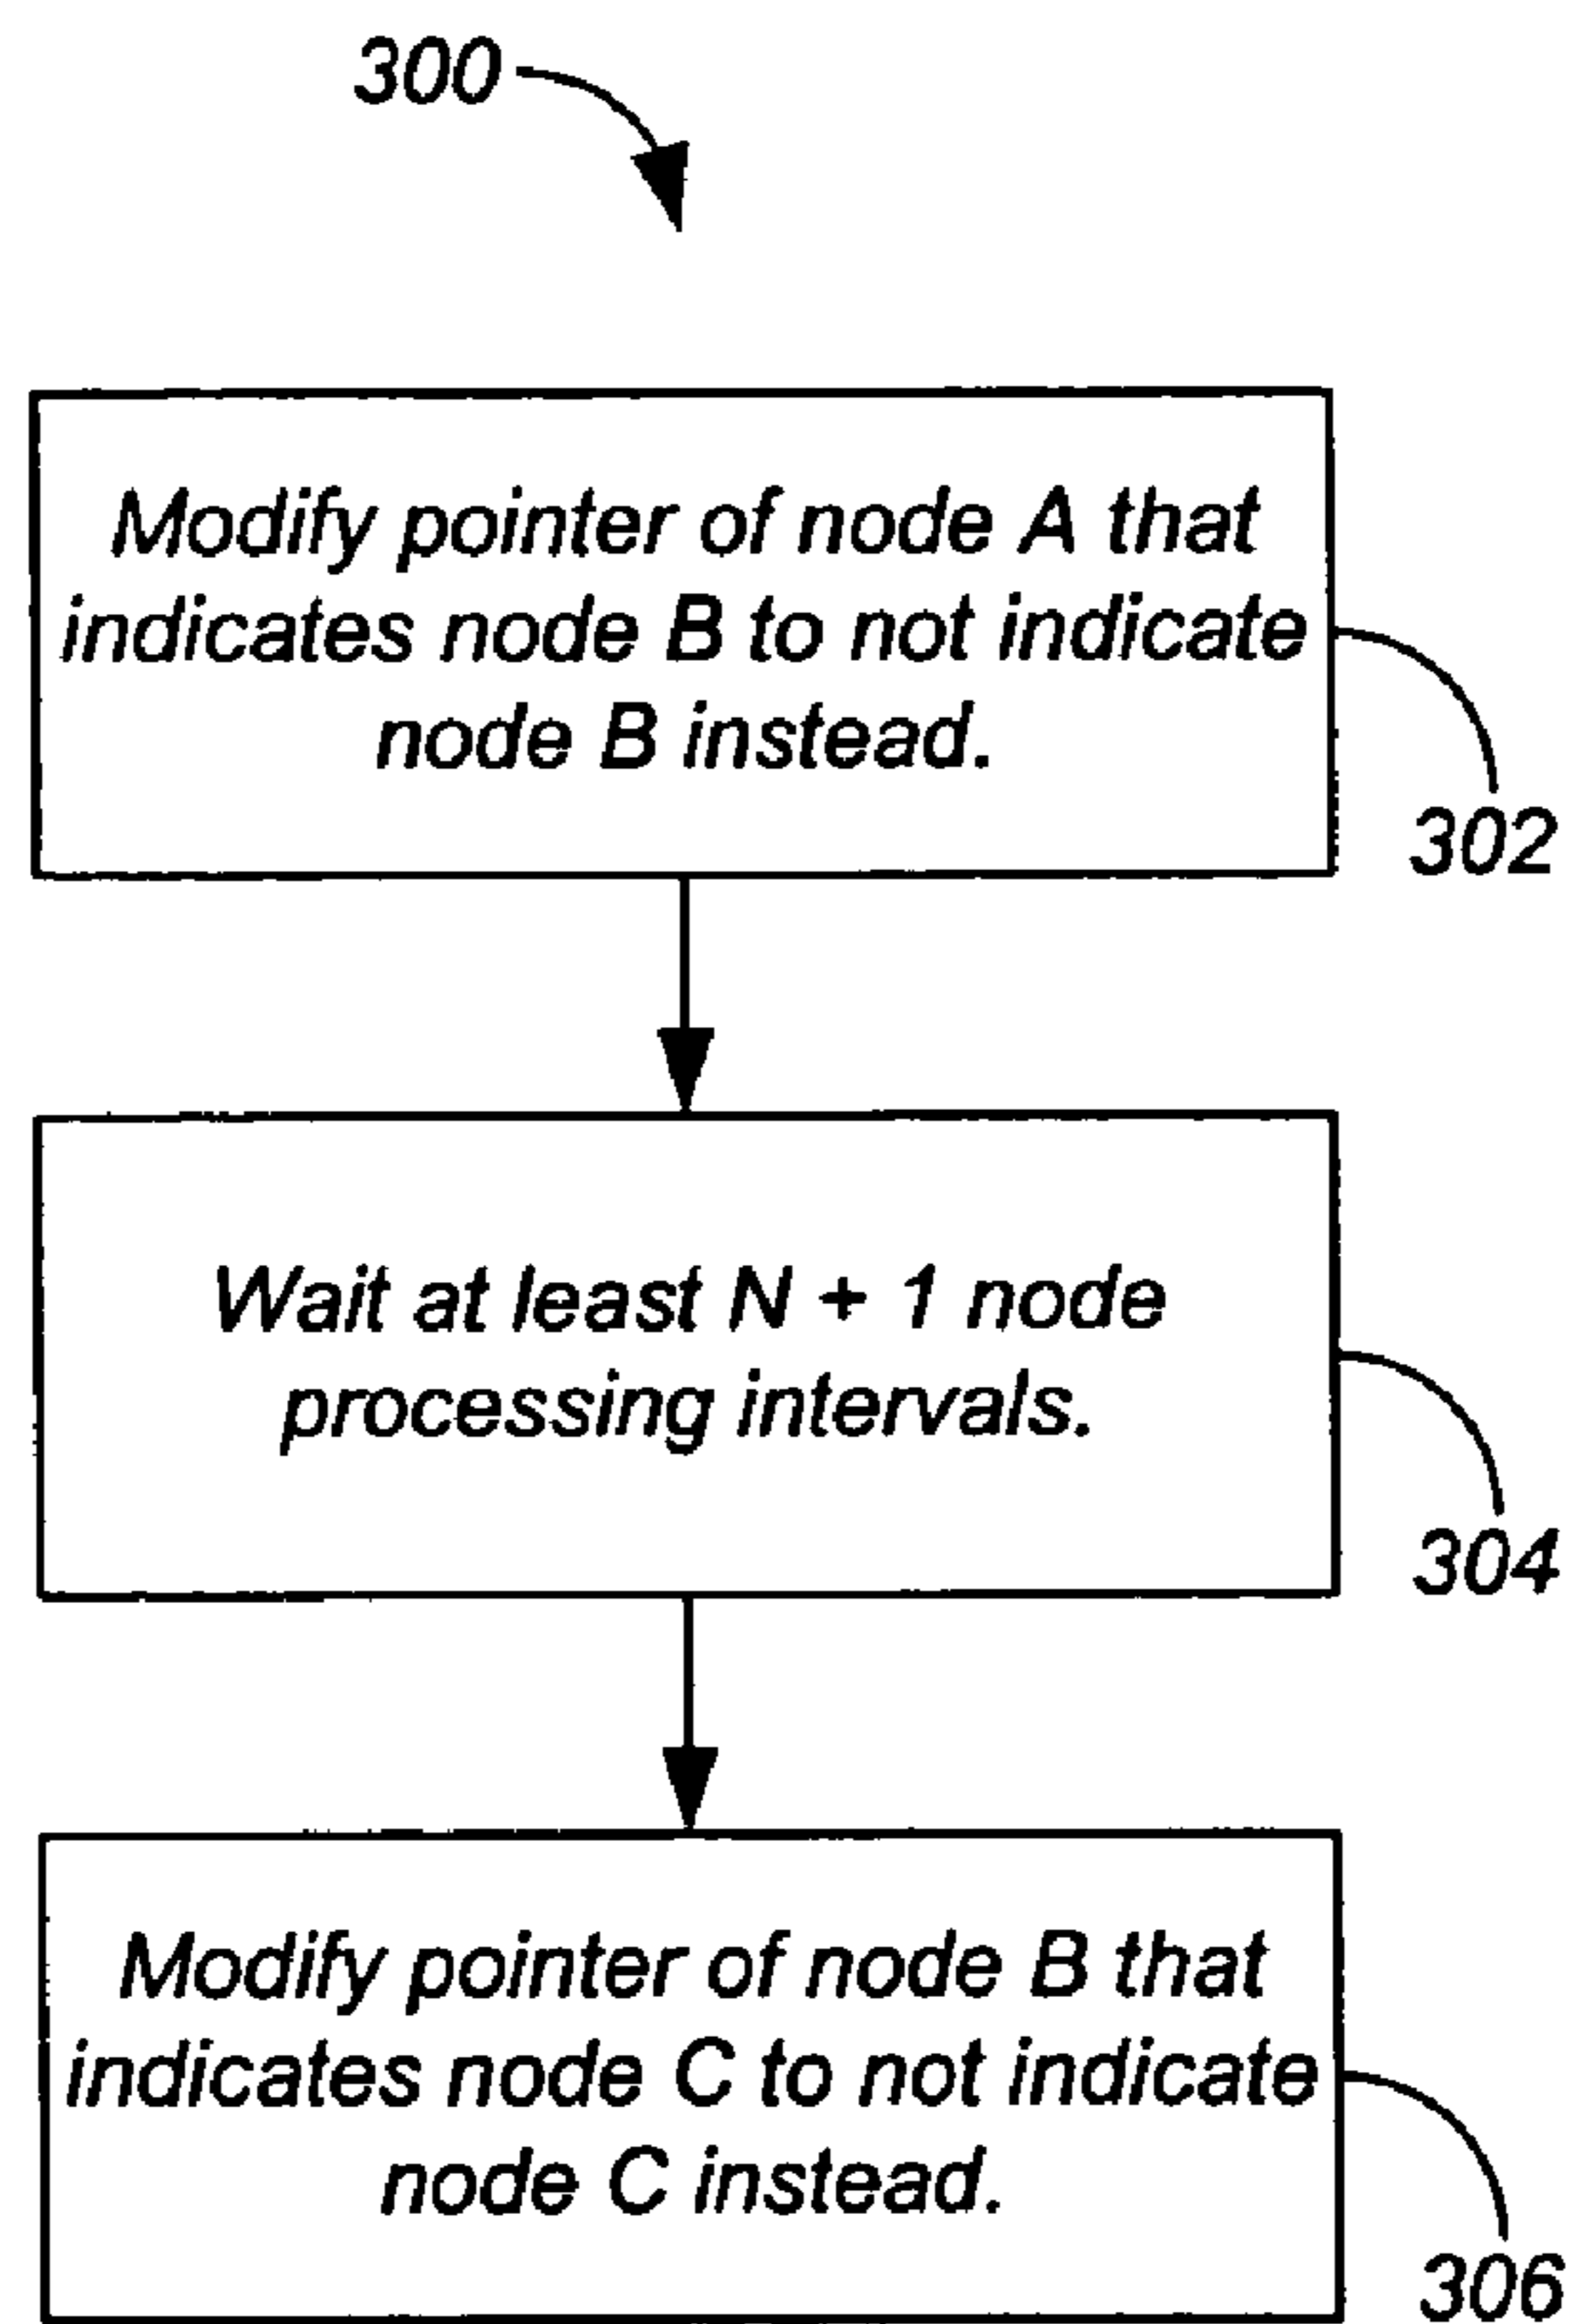 300
Modify pointer of node A that
indicates node B to not indicate
node B instead.
302
Wait at least N + 1 node
processing intervals.
304
Modify pointer of node B that
indicates node C to not indicate
node C instead.
306